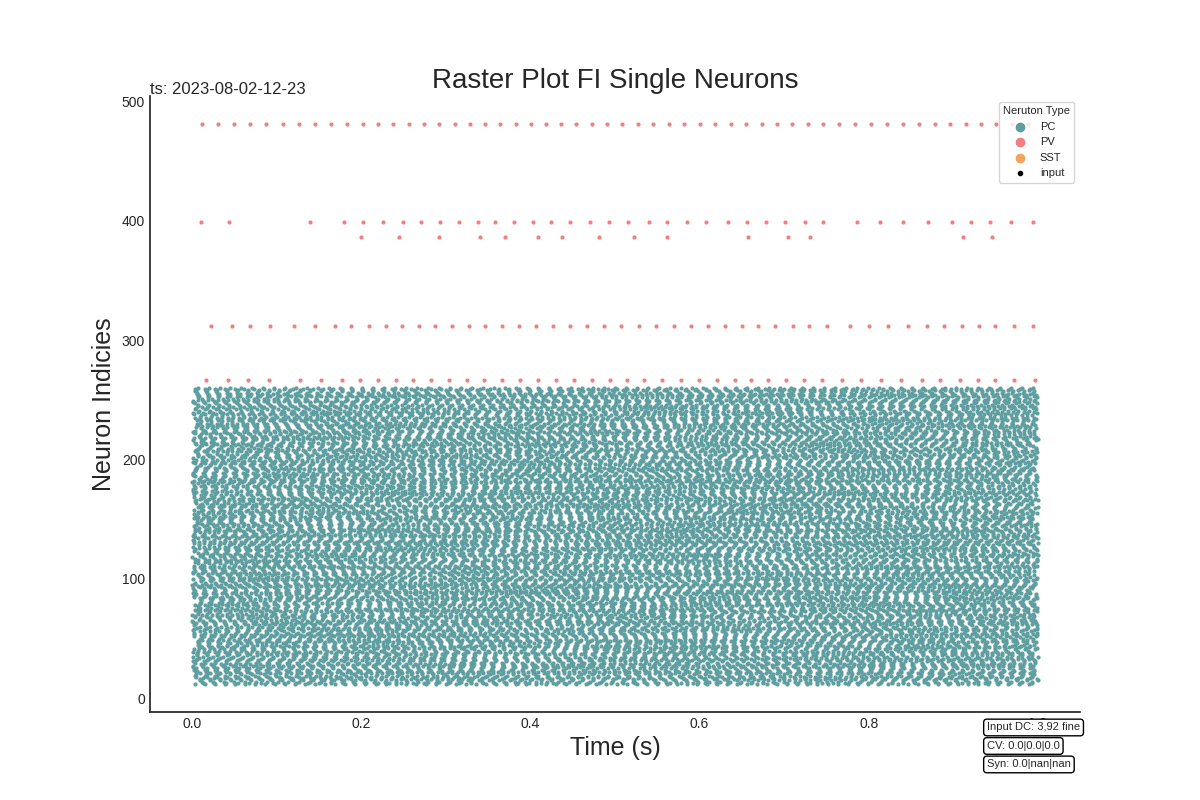 Raster Plot FI Single Neurons
ts: 2023-08-02-12-23
500
400
300
200
100
0
Neuron Indicies
Neruton Type
PC
PV
SST
input
0.0
0.2
0.4
0.6
0.8
Time (s)
Input DC: 3,92 fine
CV: 0.0|0.0|0.0
Syn: 0.0|nan|nan